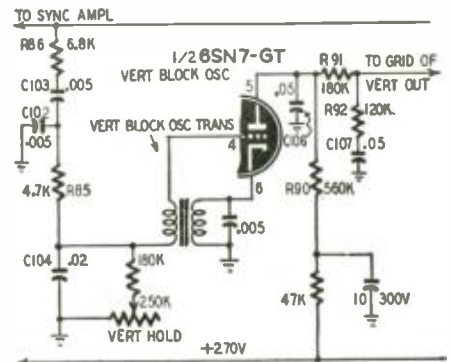 TO SYNC AMPL
R86 6.8K
C103 .005
C102 .005
4.7K R85
C104 .02
180K
250K
VERT HOLD
1/2 6SN7-GT
VERT BLOCK OSC
VERT BLOCK OSC TRANS
5
4
6
.005
.05
C106
R91
180K
TO GRID OF
VERT OUT
R92 120K
C107 .05
R90 560K
47K
10 300V
+270V